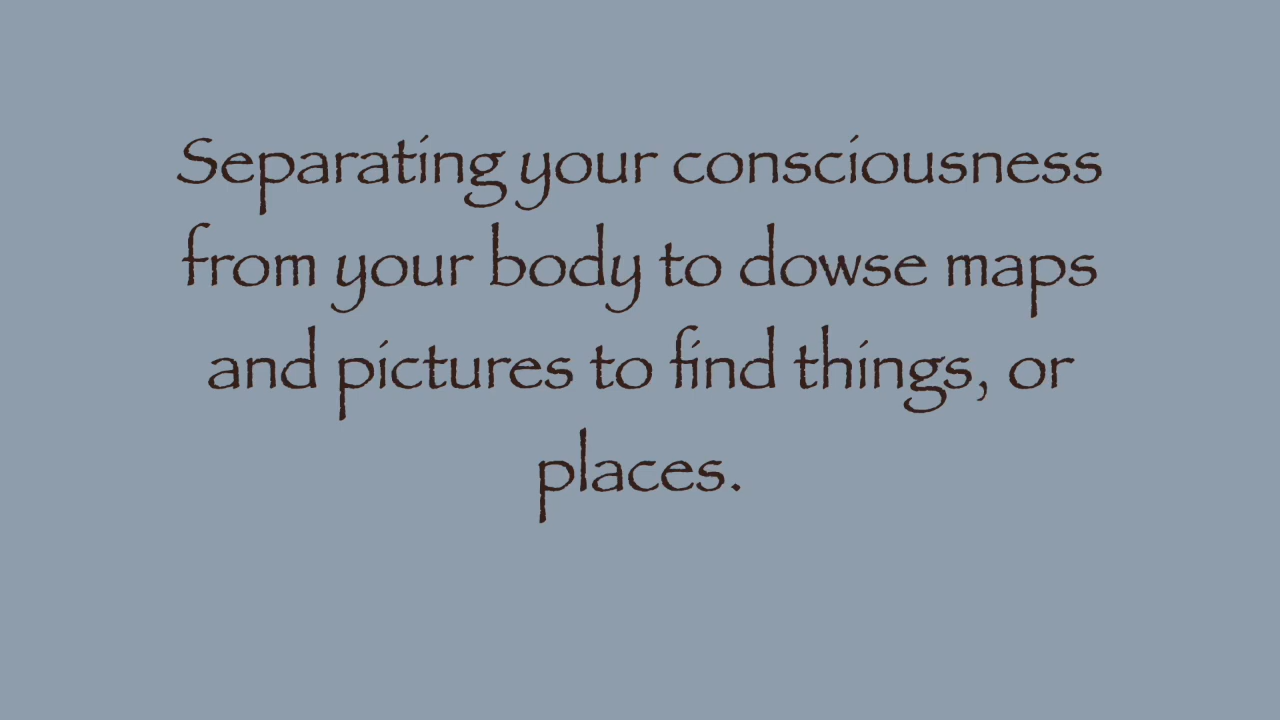 Separating your consciousness
from your body to dowse maps
and pictures to find things, or
places.